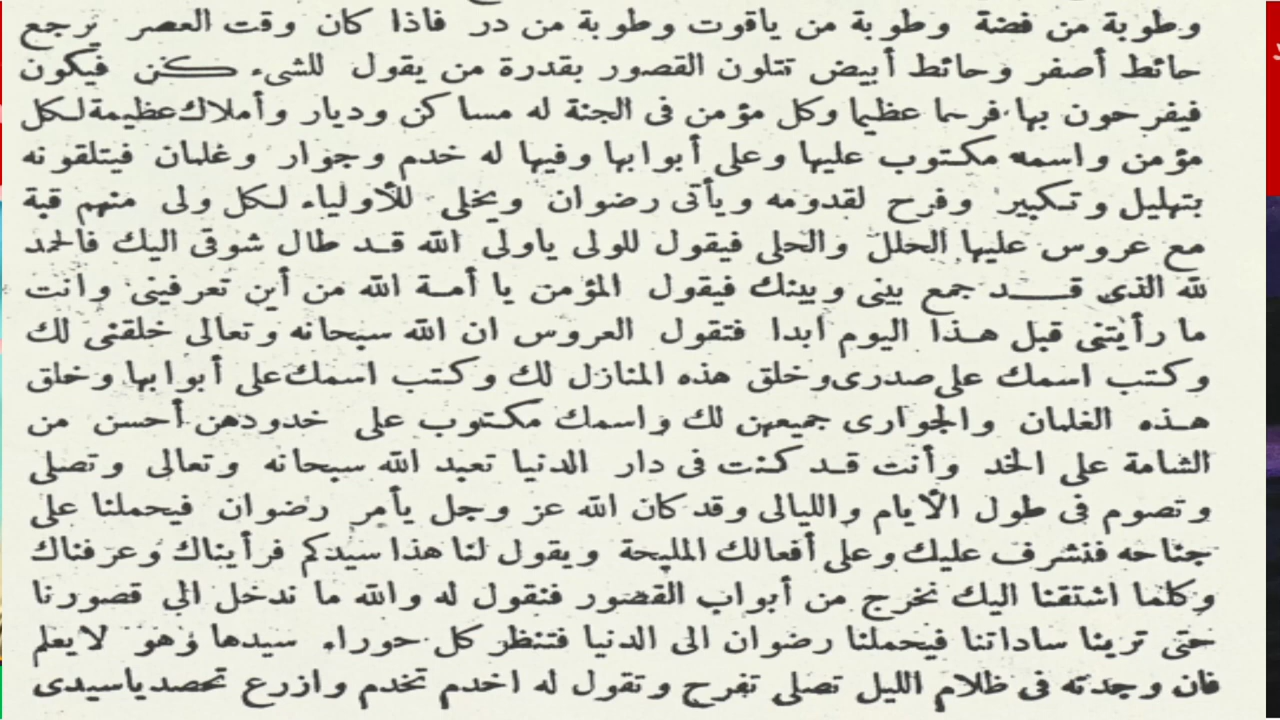 وطوبة من فضة وطوبة من ياقوت وطوبة من در فاذا كان وقت العصر يرجع
حائط أصفر وحائط أبيض تتلون القصور بقدرة من يقول للشىء كن فيكون
فيفرحون بها فرحا عظيما وكل مؤمن فى الجنة له مساكن وديار وأملاك عظيمة لكل
مؤمن واسمه مكتوب عليها وعلى أبوابها وفيها له خدم وجوار وغلمان فيتلقونه
بتهليل وتكبير وفرح لقدومه ويأتى رضوان ويخلى للأولياء لكل ولى منهم قبة
مع عروس عليها الحلل والحلى فيقول للولى ياولى الله قد طال شوقى اليك فالحمد
لله الذى قد جمع بينى وبينك فيقول المؤمن يا أمة الله من أين تعرفينى وانت
ما رأيتنى قبل هذا اليوم أبدا فتقول العروس ان الله سبحانه وتعالى خلقنى لك
وكتب اسمك على صدرى وخلق هذه المنازل لك وكتب اسمك على أبوابها وخلق
هذه الغلمان والجوارى جميعهن لك واسمك مكتوب على خدودهن أحسن من
الشامة على الخد وأنت قد كنت فى دار الدنيا تعبد الله سبحانه وتعالى وتصلى
وتصوم فى طول الأيام والليالى وقد كان الله عز وجل يأمر رضوان فيحملنا على
جناحه فنشرف عليك وعلى أفعالك المليحة ويقول لنا هذا سيدكم فرأيناك وعرفناك
وكلما اشتقنا اليك نخرج من أبواب القصور فنقول له والله ما ندخل الى قصورنا
حتى ترينا ساداتنا فيحملنا رضوان الى الدنيا فتنظر كل حوراء سيدها وهو لايعلم
فان وجدته فى ظلام الليل تصلى تفرح وتقول له اخدم تخدم وازرع تحصد ياسيدى